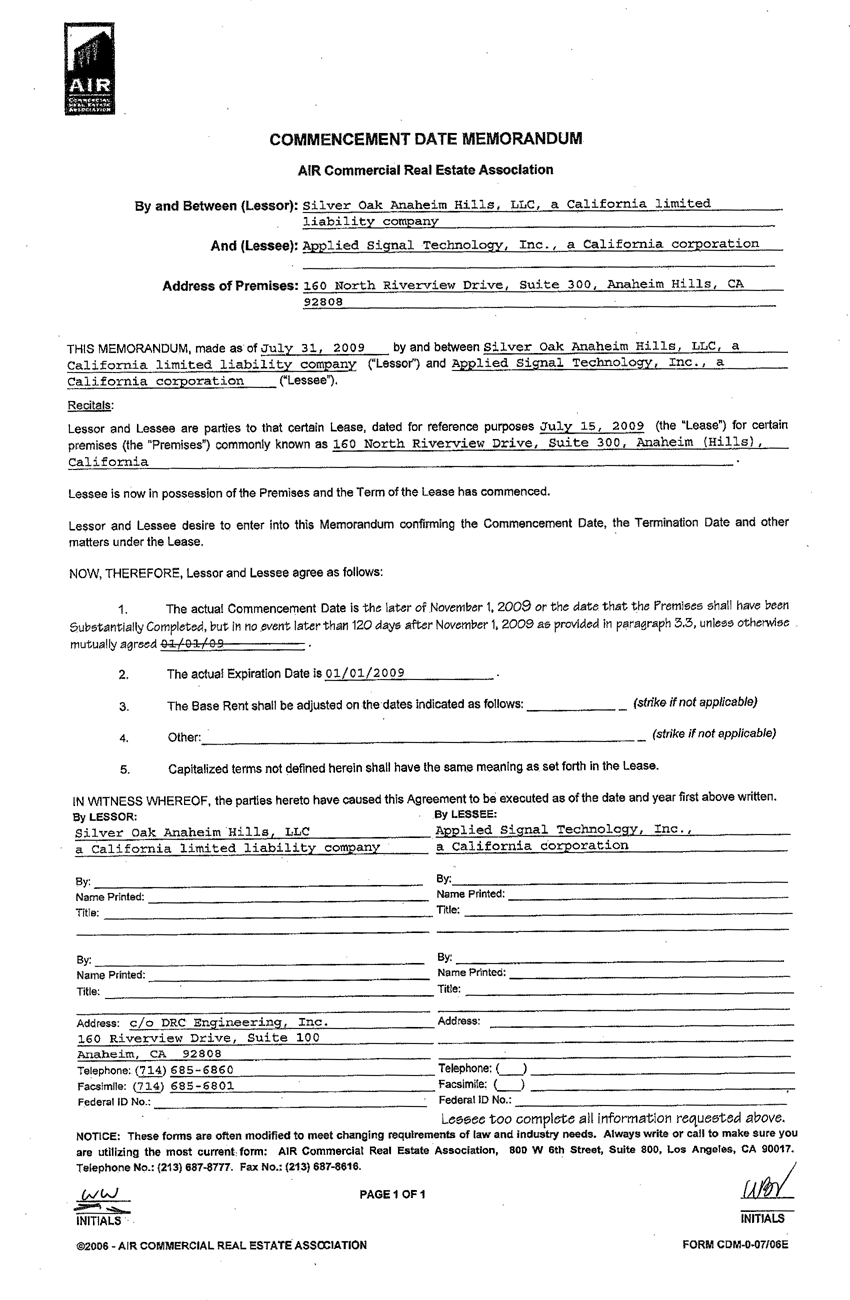 AIR
COMMERCIAL
REAL ESTATE
ASSOCIATION
COMMENCEMENT DATE MEMORANDUM
AIR Commercial Real Estate Association
By and Between (Lessor): Silver Oak Anaheim Hills, LLC, a California limited
liability company
And (Lessee): Applied Signal Technology, Inc., a California corporation
Address of Premises: 160 North Riverview Drive, Suite 300, Anaheim Hills, CA
92808
THIS MEMORANDUM, made as of July 31, 2009 by and between Silver Oak Anaheim Hills, LLC, a
California limited liability company ("Lessor") and Applied Signal Technology, Inc., a
California corporation ("Lessee").
Recitals:
Lessor and Lessee are parties to that certain Lease, dated for reference purposes July 15, 2009 (the "Lease") for certain
premises (the "Premises") commonly known as 160 North Riverview Drive, Suite 300, Anaheim (Hills),
California .
Lessee is now in possession of the Premises and the Term of the Lease has commenced.
Lessor and Lessee desire to enter into this Memorandum confirming the Commencement Date, the Termination Date and other
matters under the Lease.
NOW, THEREFORE, Lessor and Lessee agree as follows:
1. The actual Commencement Date is the later of November 1, 2009 or the date that the Premises shall have been
Substantially Completed, but in no event later than 120 days after November 1, 2009 as provided in paragraph 3.3, unless otherwise
mutually agreed 01/01/09 .
2. The actual Expiration Date is 01/01/2009 .
3. The Base Rent shall be adjusted on the dates indicated as follows: (strike if not applicable)
4. Other: (strike if not applicable)
5. Capitalized terms not defined herein shall have the same meaning as set forth in the Lease.
IN WITNESS WHEREOF, the parties hereto have caused this Agreement to be executed as of the date and year first above written.
By LESSOR: By LESSEE:
Silver Oak Anaheim Hills, LLC Applied Signal Technology, Inc.,
a California limited liability company a California corporation
By: By:
Name Printed: Name Printed:
Title: Title:
By: By:
Name Printed: Name Printed:
Title: Title:
Address: c/o DRC Engineering, Inc. Address:
160 Riverview Drive, Suite 100
Anaheim, CA 92808
Telephone: (714) 685-6860 Telephone: ( )
Facsimile: (714) 685-6801 Facsimile: ( )
Federal ID No.: Federal ID No.:
Lessee too complete all information requested above.
NOTICE: These forms are often modified to meet changing requirements of law and industry needs. Always write or call to make sure you
are utilizing the most current form: AIR Commercial Real Estate Association, 800 W 6th Street, Suite 800, Los Angeles, CA 90017.
Telephone No.: (213) 687-8777. Fax No.: (213) 687-8616.
WW
PAGE 1 OF 1
INITIALS INITIALS
©2006 - AIR COMMERCIAL REAL ESTATE ASSOCIATION FORM CDM-0-07/06E